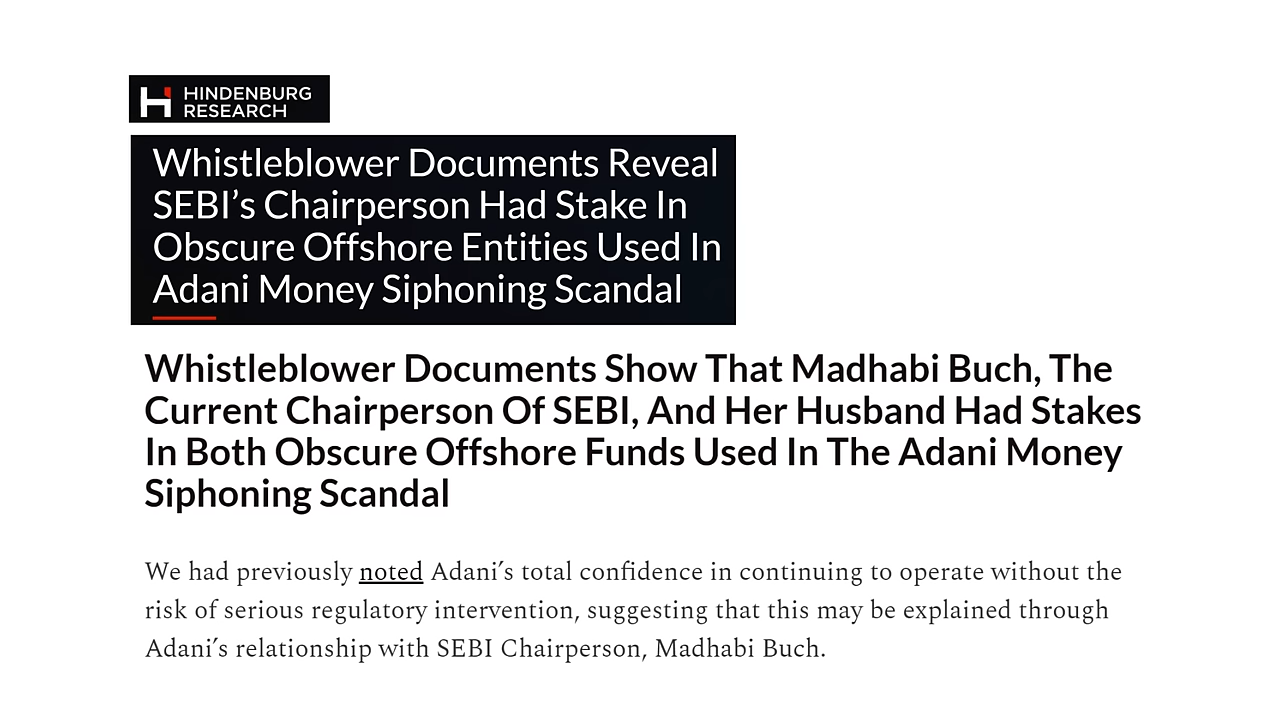 HINDENBURG
RESEARCH
Whistleblower Documents Reveal
SEBI’s Chairperson Had Stake In
Obscure Offshore Entities Used In
Adani Money Siphoning Scandal
Whistleblower Documents Show That Madhabi Buch, The
Current Chairperson Of SEBI, And Her Husband Had Stakes
In Both Obscure Offshore Funds Used In The Adani Money
Siphoning Scandal
We had previously noted Adani’s total confidence in continuing to operate without the
risk of serious regulatory intervention, suggesting that this may be explained through
Adani’s relationship with SEBI Chairperson, Madhabi Buch.